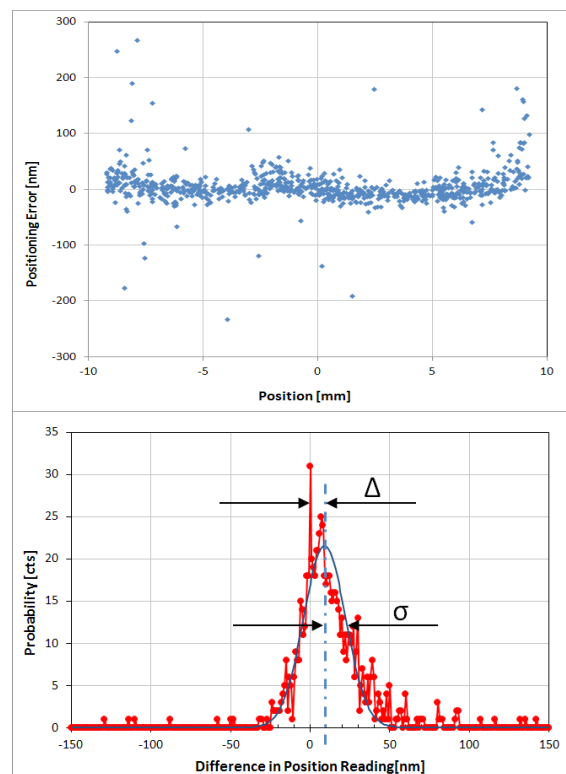 300
200
100
0
-100
-200
-300
Positioning Error [nm]
-10 -5 0 5 10
Position [mm]
35
30
25
20
15
10
5
0
Probability [cts]
Δ
σ
-150 -100 -50 0 50 100 150
Difference in Position Reading[nm]